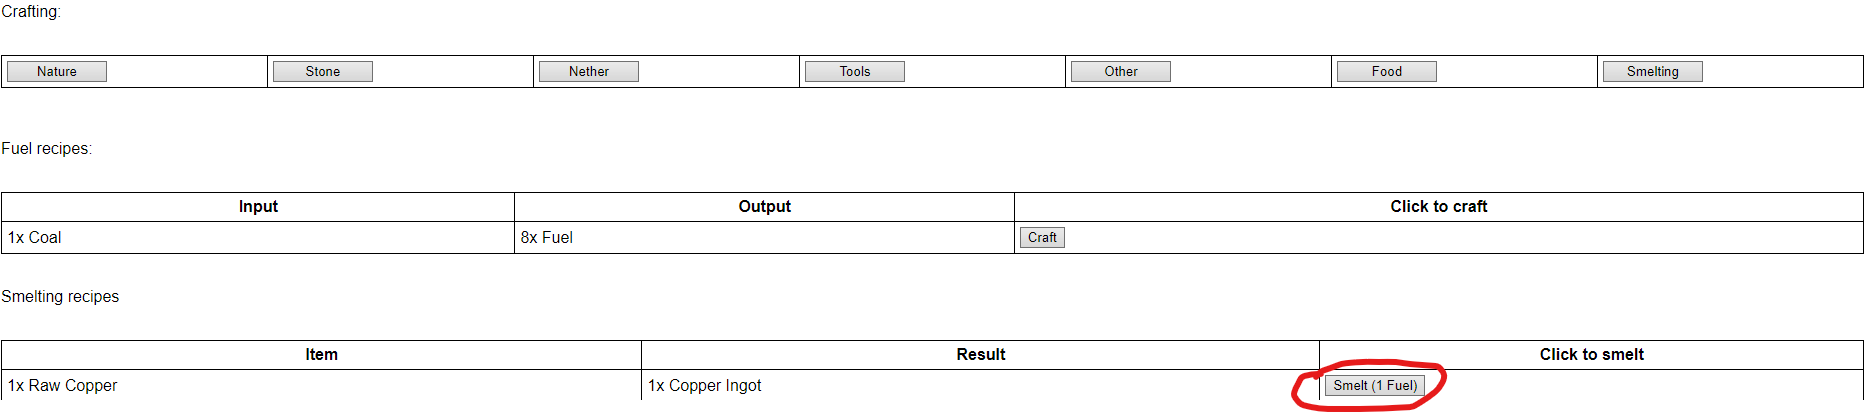 Crafting:
Nature Stone Nether Tools Other Food Smelting
Fuel recipes:
Input Output Click to craft
1x Coal 8x Fuel Craft
Smelting recipes
Item Result Click to smelt
1x Raw Copper 1x Copper Ingot Smelt (1 Fuel)